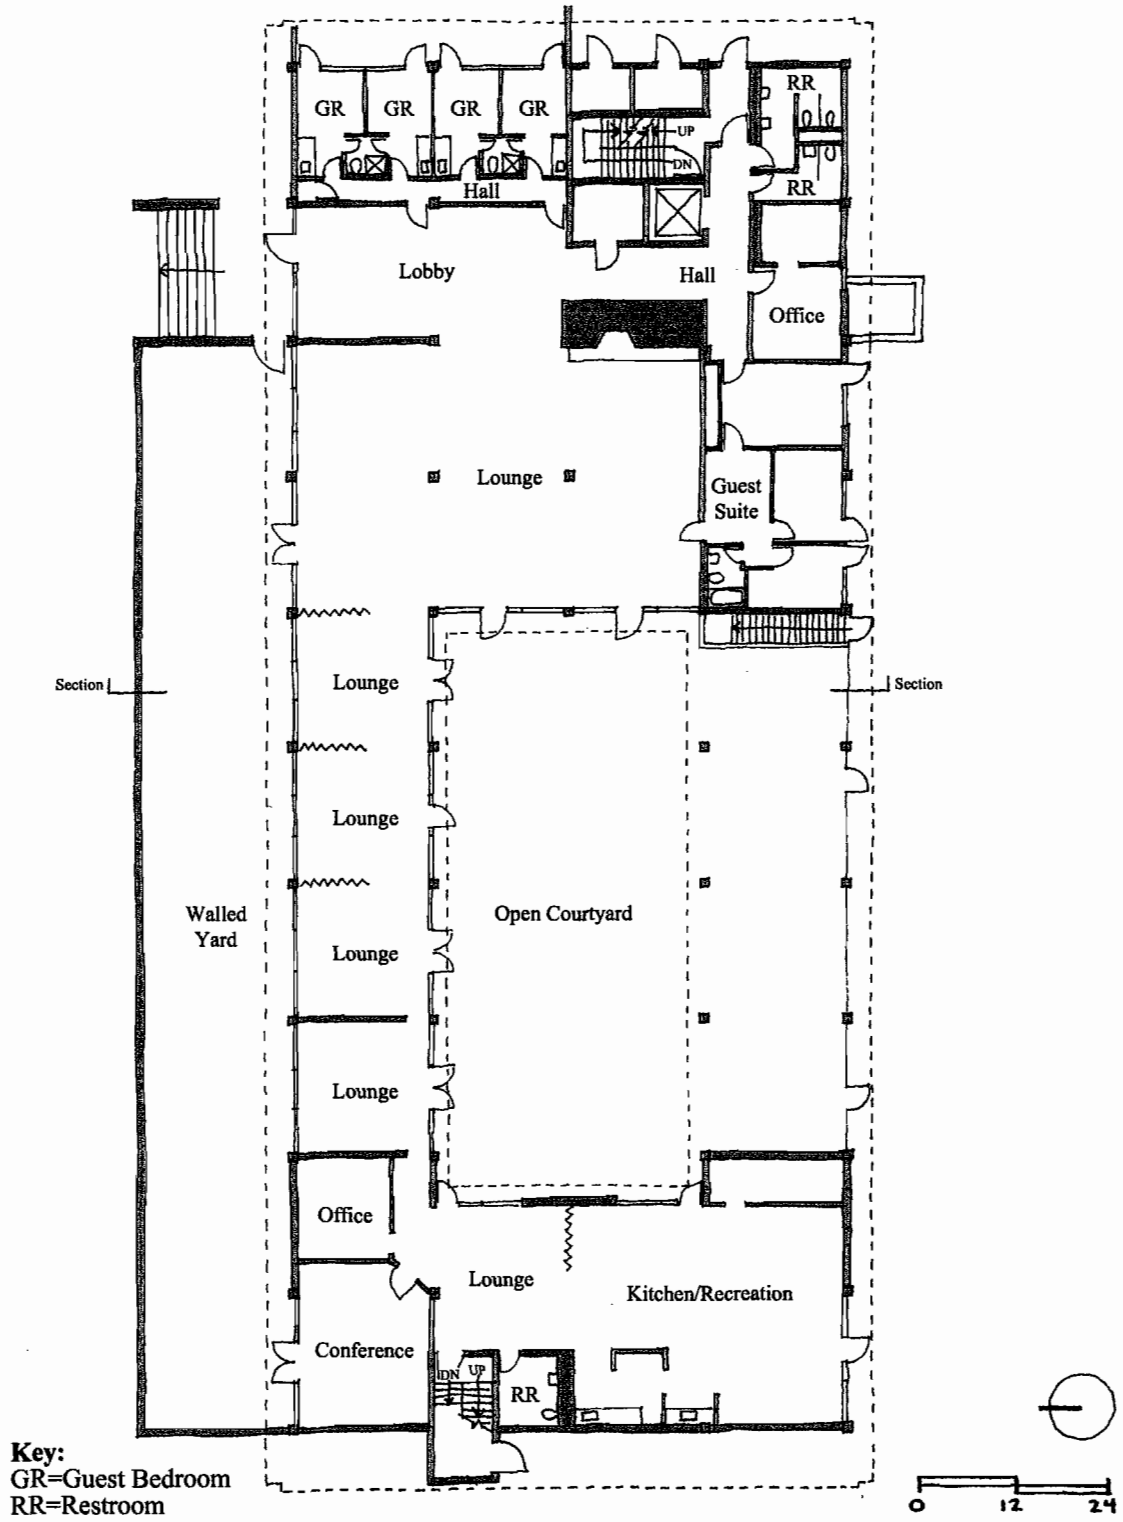 GR
GR
GR
GR
RR
UP
DN
RR
Hall
Lobby
Hall
Office
Lounge
Guest
Suite
Section
Section
Lounge
Lounge
Walled
Yard
Open Courtyard
Lounge
Lounge
Office
Lounge
Kitchen/Recreation
Conference
DN
UP
RR
Key:
GR=Guest Bedroom
RR=Restroom
0 12 24